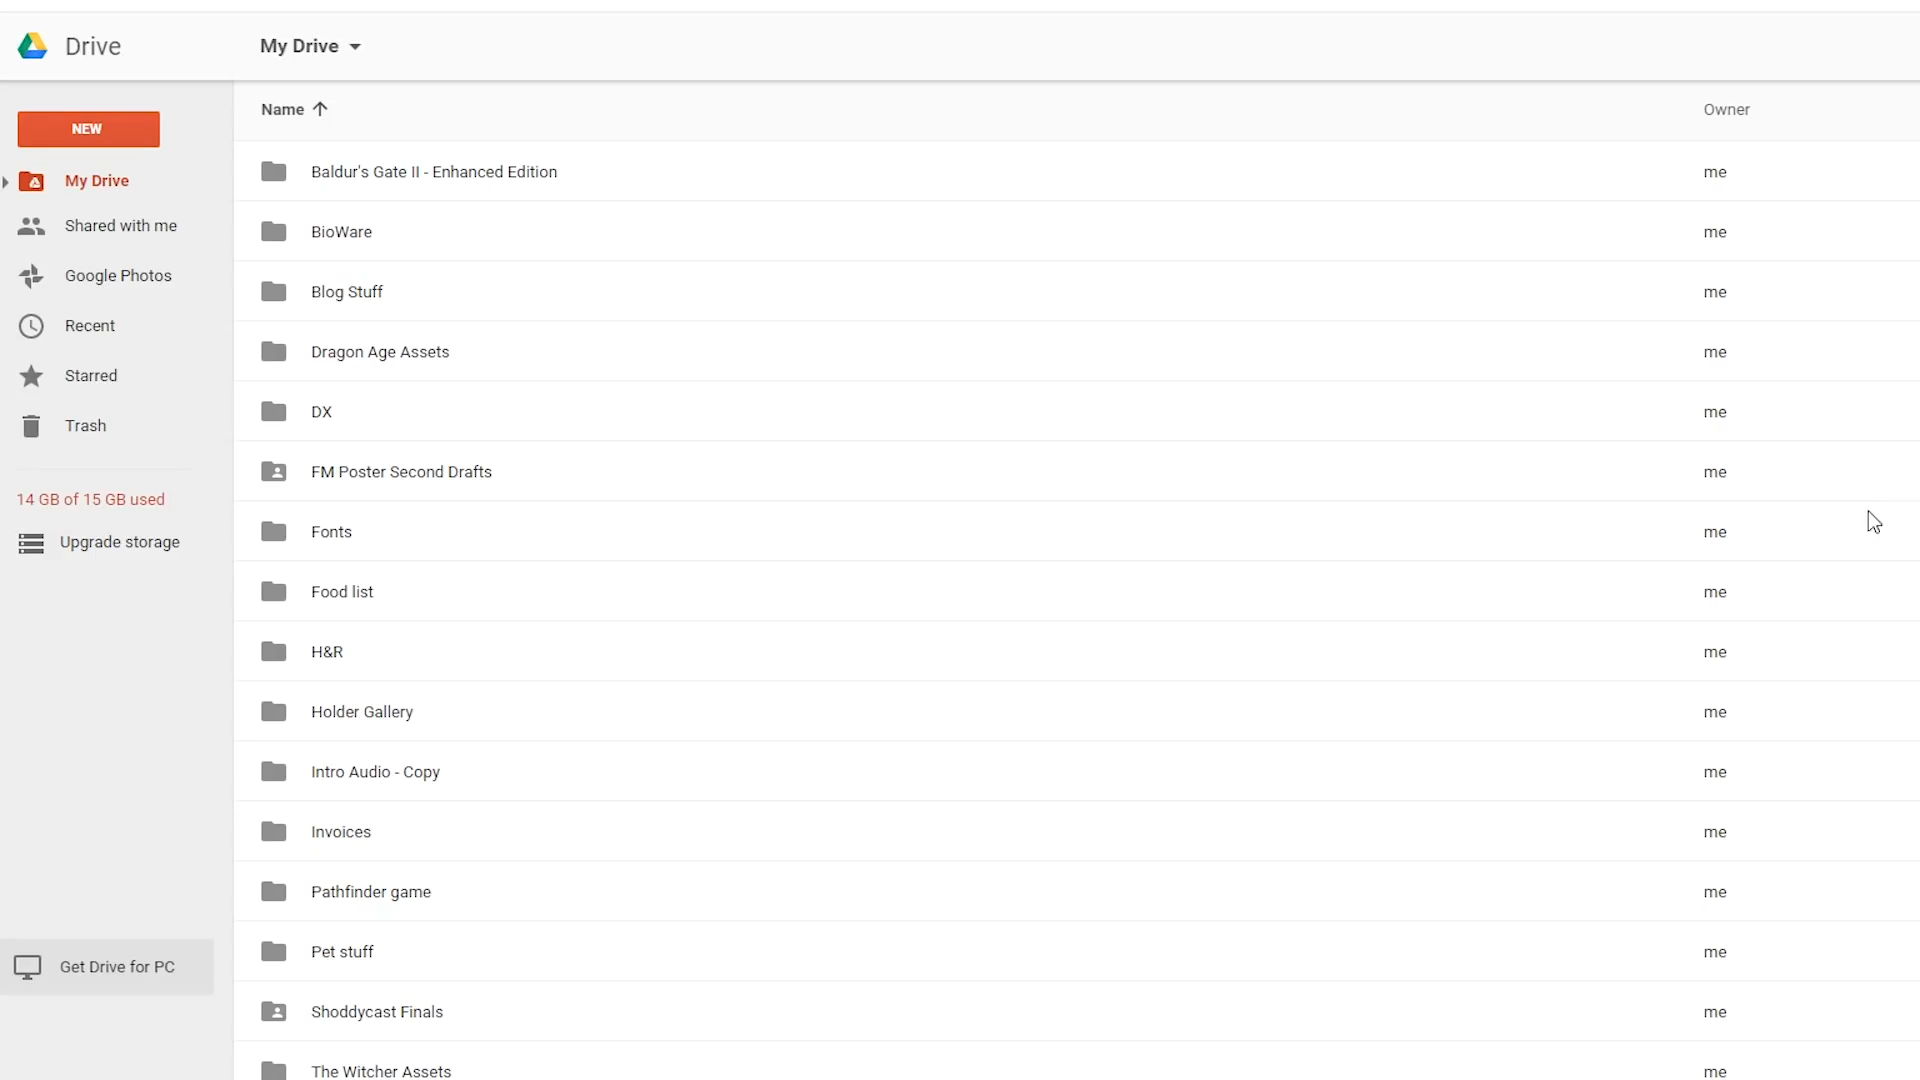 Drive
My Drive
Name
Owner
NEW
My Drive
Shared with me
Google Photos
Recent
Starred
Trash
14 GB of 15 GB used
Upgrade storage
Get Drive for PC
Baldur's Gate II - Enhanced Edition me
BioWare me
Blog Stuff me
Dragon Age Assets me
DX me
FM Poster Second Drafts me
Fonts me
Food list me
H&R me
Holder Gallery me
Intro Audio - Copy me
Invoices me
Pathfinder game me
Pet stuff me
Shoddycast Finals me
The Witcher Assets me